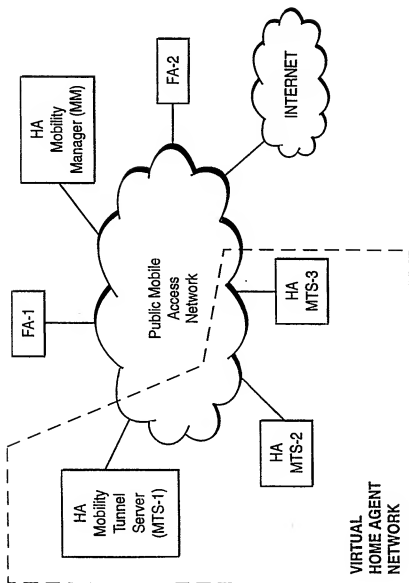 FA-1
HA
Mobility
Manager (MM)
FA-2
HA
Mobility
Tunnel
Server
(MTS-1)
Public Mobile
Access
Network
INTERNET
HA
MTS-2
HA
MTS-3
VIRTUAL
HOME AGENT
NETWORK